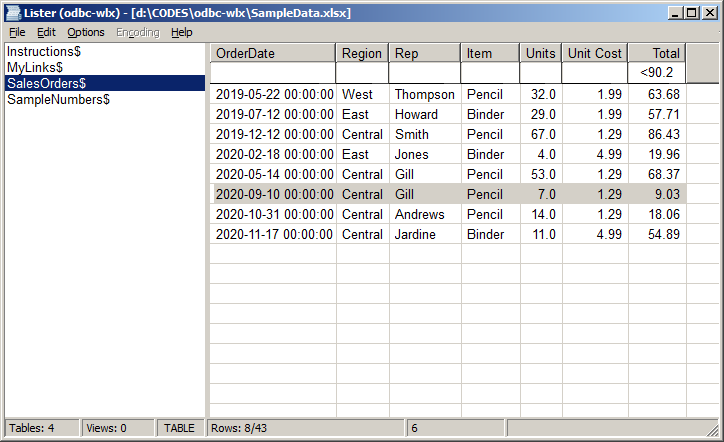 Lister (odbc-wlx) - [d:\CODES\odbc-wlx\SampleData.xlsx]
File Edit Options Encoding Help
Instructions$
MyLinks$
SalesOrders$
SampleNumbers$
OrderDate Region Rep Item Units Unit Cost Total
<90.2
2019-05-22 00:00:00 West Thompson Pencil 32.0 1.99 63.68
2019-07-12 00:00:00 East Howard Binder 29.0 1.99 57.71
2019-12-12 00:00:00 Central Smith Pencil 67.0 1.29 86.43
2020-02-18 00:00:00 East Jones Binder 4.0 4.99 19.96
2020-05-14 00:00:00 Central Gill Pencil 53.0 1.29 68.37
2020-09-10 00:00:00 Central Gill Pencil 7.0 1.29 9.03
2020-10-31 00:00:00 Central Andrews Pencil 14.0 1.29 18.06
2020-11-17 00:00:00 Central Jardine Binder 11.0 4.99 54.89
Tables: 4 Views: 0 TABLE Rows: 8/43 6